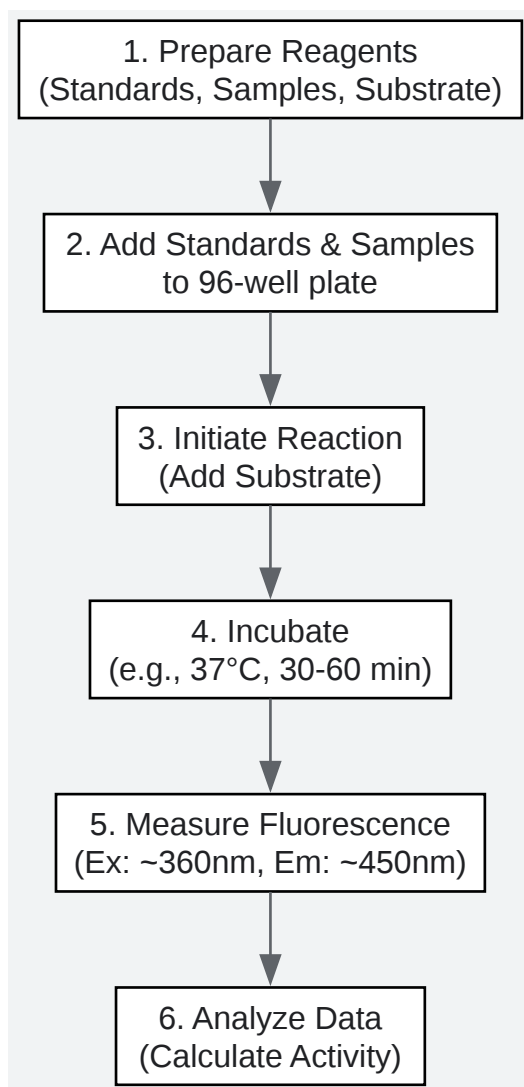 1. Prepare Reagents
(Standards, Samples, Substrate)
2. Add Standards & Samples
to 96-well plate
3. Initiate Reaction
(Add Substrate)
4. Incubate
(e.g., 37°C, 30-60 min)
5. Measure Fluorescence
(Ex: ~360nm, Em: ~450nm)
6. Analyze Data
(Calculate Activity)